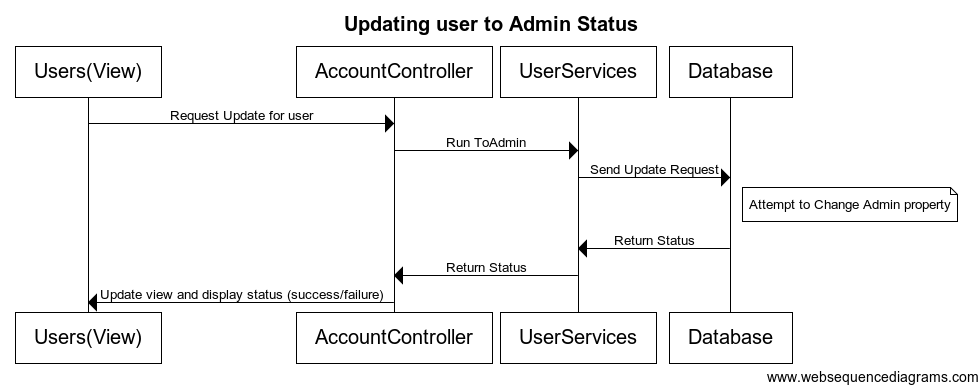 Updating user to Admin Status
Users(View) AccountController UserServices Database
Request Update for user
Run ToAdmin
Send Update Request
Attempt to Change Admin property
Return Status
Return Status
Update view and display status (success/failure)
Users(View) AccountController UserServices Database
www.websequencediagrams.com